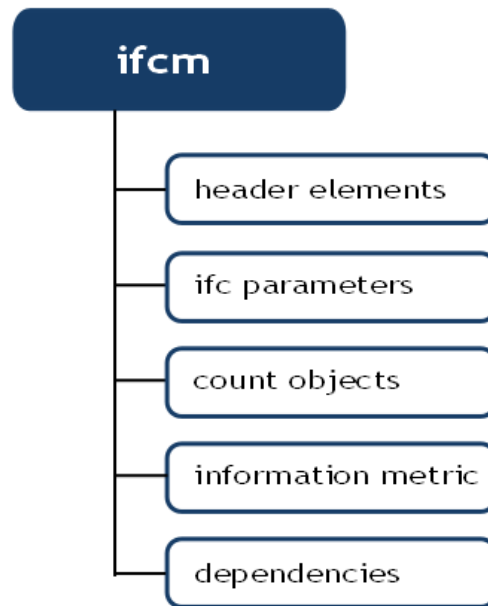 ifcm
header elements
ifc parameters
count objects
information metric
dependencies